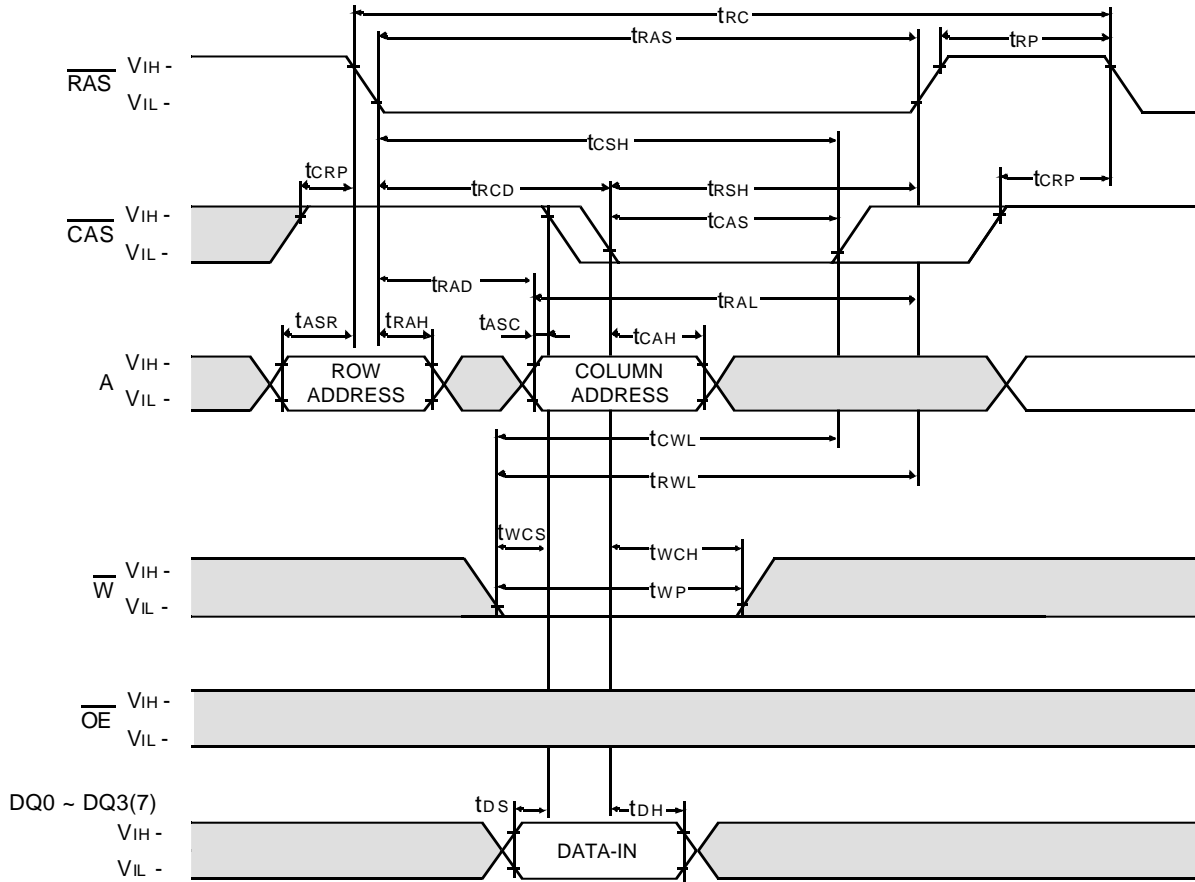 tRC
tRAS
tRP
RAS
VIH -
VIL -
tCSH
tCRP
tRCD
tRSH
tCRP
CAS
VIH -
VIL -
tCAS
tRAD
tRAL
tASR
tRAH
tASC
tCAH
A
VIH -
VIL -
ROW
ADDRESS
COLUMN
ADDRESS
tCWL
tRWL
tWCS
tWCH
W
VIH -
VIL -
tWP
OE
VIH -
VIL -
DQ0 ~ DQ3(7)
tDS
tDH
VIH -
VIL -
DATA-IN